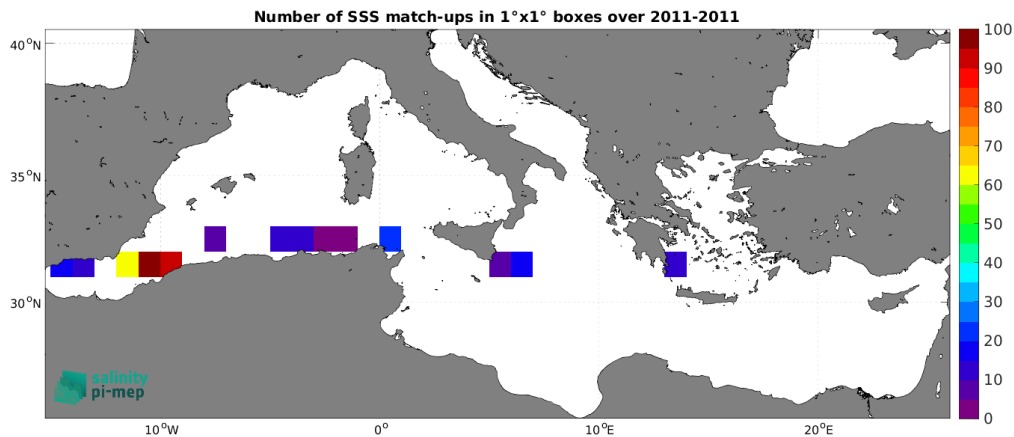 Number of SSS match-ups in 1°x1° boxes over 2011-2011
40°N
35°N
30°N
10°W
0°
10°E
20°E
100
90
80
70
60
50
40
30
20
10
0
salinity
pi-mep